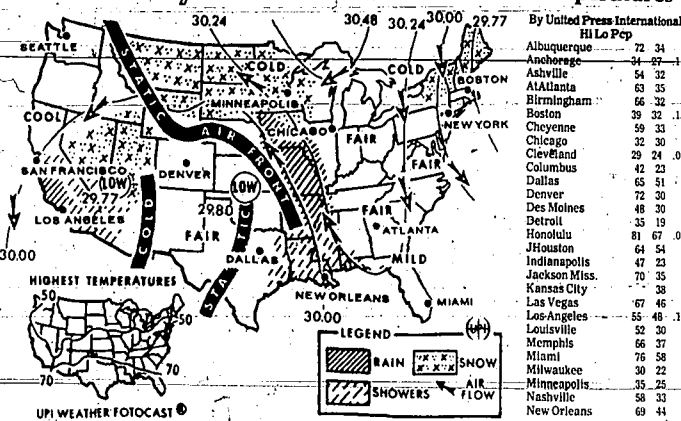 30.24
30.48
30.24
30.00
29.77
SEATTLE
COLD
COLD
BOSTON
MINNEAPOLIS
STATIC AIR FRONT
COOL
CHICAGO
NEW YORK
FAIR
FAIR
SAN FRANCISCO
LOW
29.77
DENVER
LOW
29.80
FAIR
LOS ANGELES
COLD
FAIR
ATLANTA
30.00
STATIC
DALLAS
MILD
NEW ORLEANS
MIAMI
30.00
HIGHEST TEMPERATURES
50
50
70
70
UPI WEATHER FOTOCAST ®
LEGEND
UPI
RAIN
SNOW
SHOWERS
AIR FLOW
By United Press International
Hi Lo Pcp
Albuquerque 72 34
Anchorage 34 27 .1
Ashville 54 32
AtAtlanta 63 35
Birmingham 66 32
Boston 39 32 .1
Cheyenne 59 33
Chicago 32 30
Cleveland 29 24 .0
Columbus 42 23
Dallas 65 51
Denver 72 30
Des Moines 48 30
Detroit 35 19
Honolulu 81 67 .0
JHouston 64 54
Indianapolis 47 23
Jackson Miss. 70 35
Kansas City 38
Las Vegas 67 46
Los Angeles 55 48 .1
Louisville 52 30
Memphis 66 37
Miami 76 58
Milwaukee 30 22
Minneapolis 35 25
Nashville 58 33
New Orleans 69 44